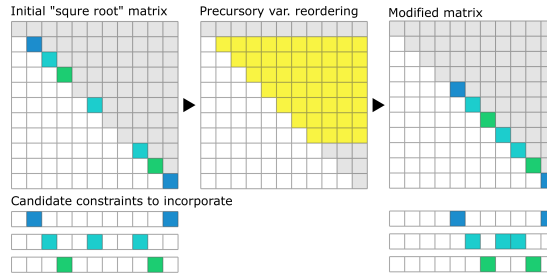 Initial "squre root" matrix
Precursory var. reordering
Modified matrix
Candidate constraints to incorporate